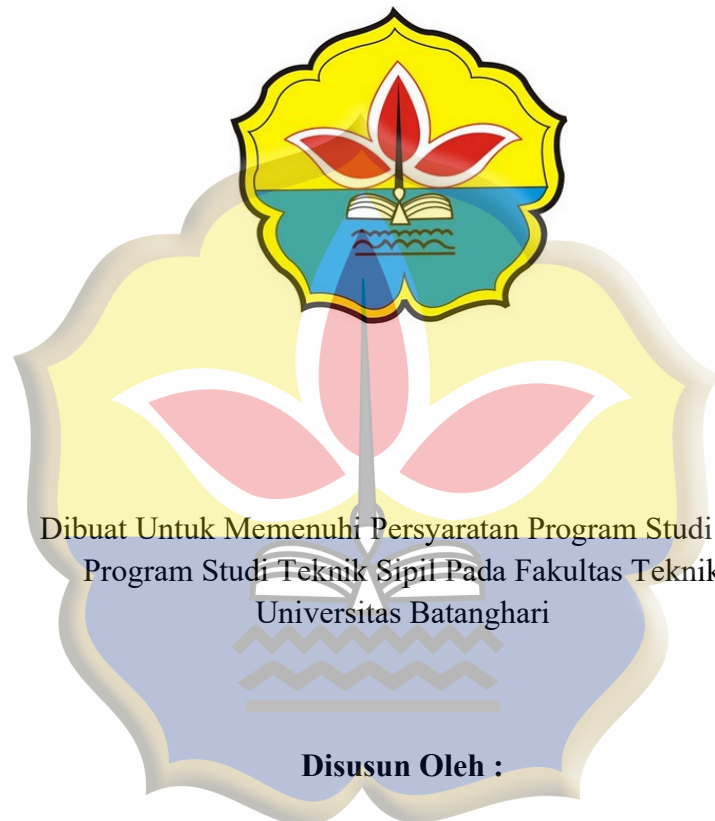 Dibuat Untuk Memenuhi Persyaratan Program Studi
Program Studi Teknik Sipil Pada Fakultas Teknik
Universitas Batanghari
Disusun Oleh :